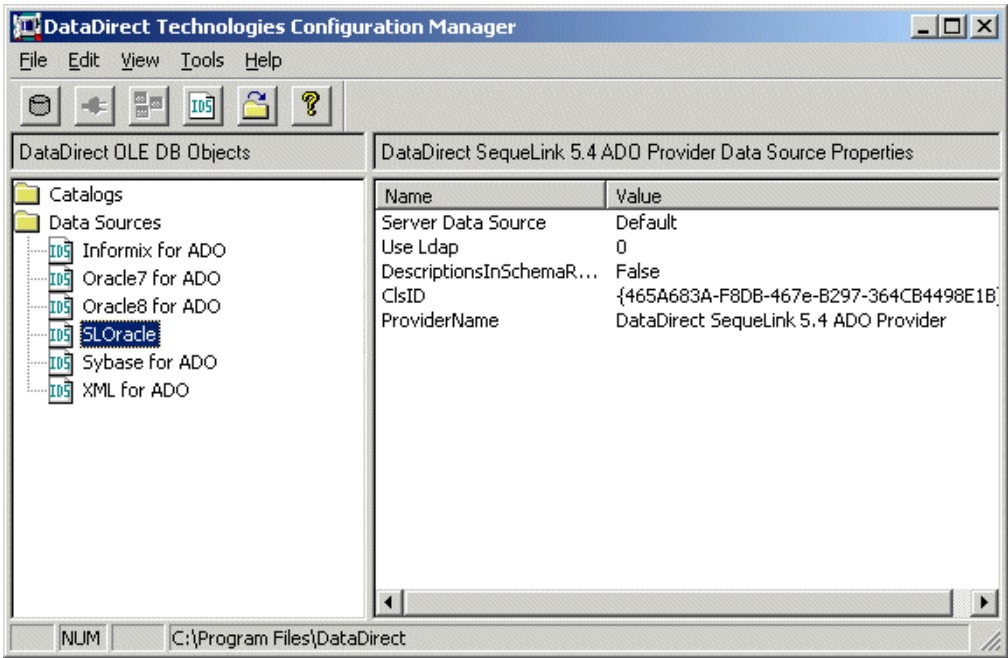 DataDirect Technologies Configuration Manager
File Edit View Tools Help
IDS
DataDirect OLE DB Objects
DataDirect SequeLink 5.4 ADO Provider Data Source Properties
Catalogs
Data Sources
IDS Informix for ADO
IDS Oracle7 for ADO
IDS Oracle8 for ADO
IDS SLOracle
IDS Sybase for ADO
IDS XML for ADO
Name Value
Server Data Source Default
Use Ldap 0
DescriptionsInSchemaR... False
ClsID {465A683A-F8DB-467e-B297-364CB4498E1B}
ProviderName DataDirect SequeLink 5.4 ADO Provider
NUM C:\Program Files\DataDirect